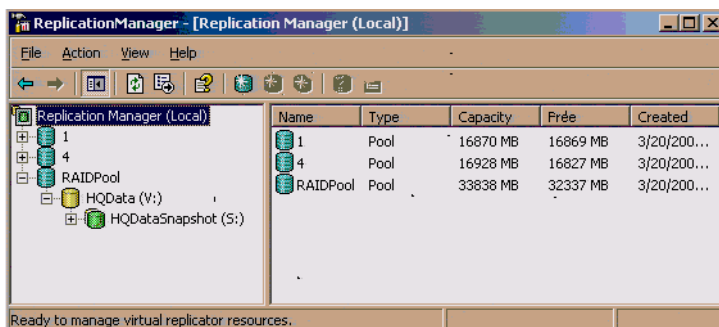 ReplicationManager - [Replication Manager (Local)]
File Action View Help
Replication Manager (Local)
1
4
RAIDPool
HQData (V:)
HQDataSnapshot (S:)
Name Type Capacity Free Created
1 Pool 16870 MB 16869 MB 3/20/200...
4 Pool 16928 MB 16827 MB 3/20/200...
RAIDPool Pool 33838 MB 32337 MB 3/20/200...
Ready to manage virtual replicator resources.